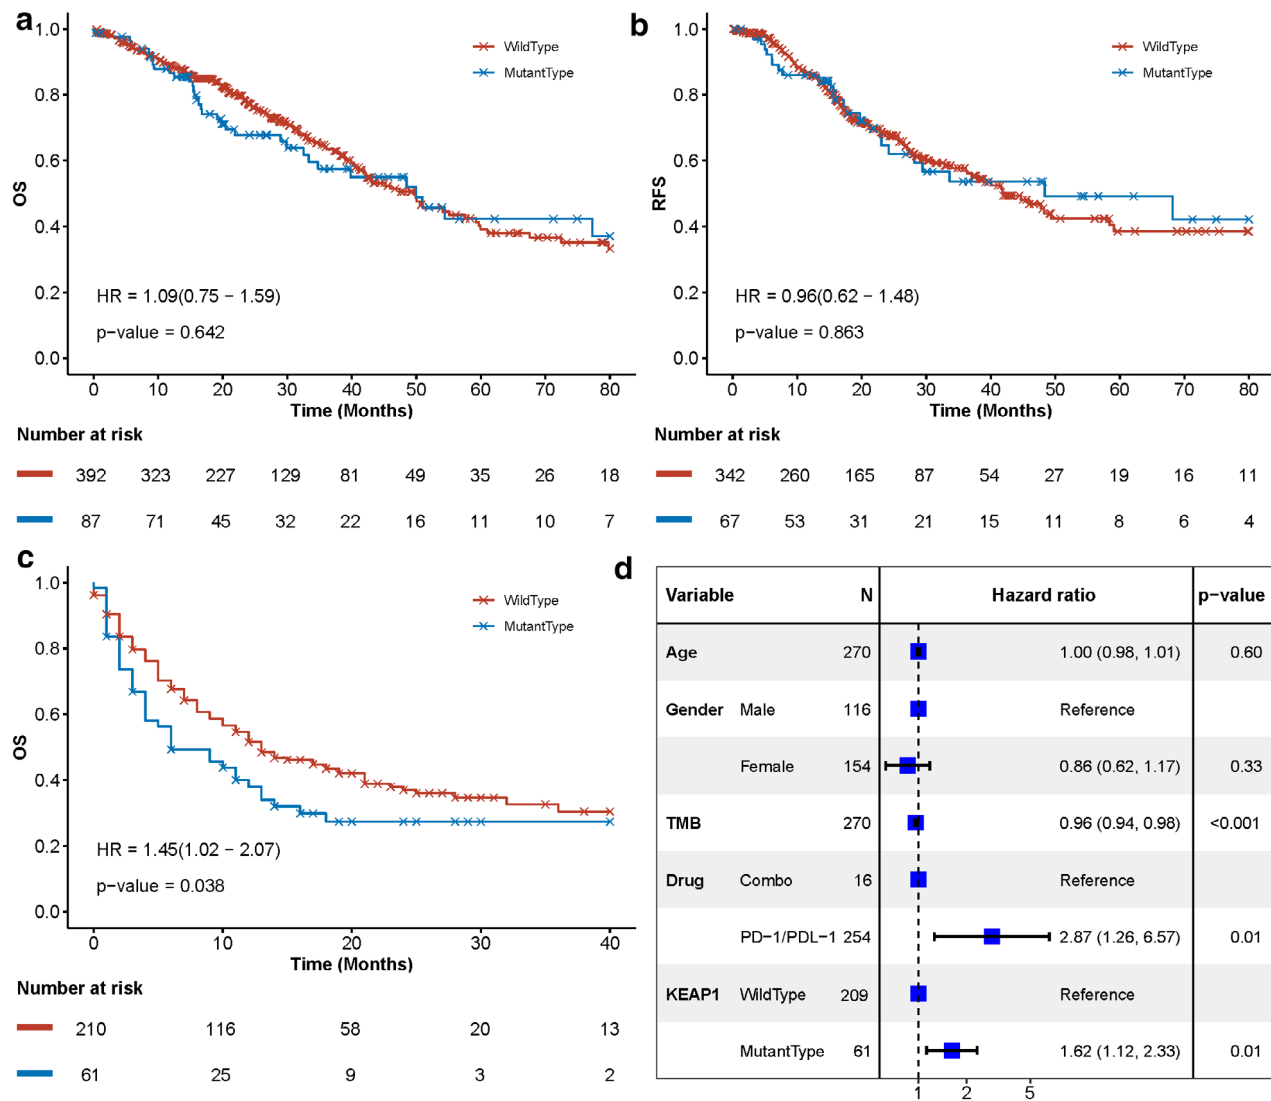 a
1.0
0.8
0.6
0.4
0.2
0.0
OS
WildType
MutantType
HR = 1.09(0.75 − 1.59)
p−value = 0.642
0 10 20 30 40 50 60 70 80
Time (Months)
Number at risk
392 323 227 129 81 49 35 26 18
87 71 45 32 22 16 11 10 7
b
1.0
0.8
0.6
0.4
0.2
0.0
RFS
WildType
MutantType
HR = 0.96(0.62 − 1.48)
p−value = 0.863
0 10 20 30 40 50 60 70 80
Time (Months)
Number at risk
342 260 165 87 54 27 19 16 11
67 53 31 21 15 11 8 6 4
c
1.0
0.8
0.6
0.4
0.2
0.0
OS
WildType
MutantType
HR = 1.45(1.02 − 2.07)
p−value = 0.038
0 10 20 30 40
Time (Months)
Number at risk
210 116 58 20 13
61 25 9 3 2
d
Variable N Hazard ratio p−value
Age 270 1.00 (0.98, 1.01) 0.60
Gender Male 116 Reference
Female 154 0.86 (0.62, 1.17) 0.33
TMB 270 0.96 (0.94, 0.98) <0.001
Drug Combo 16 Reference
PD−1/PDL−1 254 2.87 (1.26, 6.57) 0.01
KEAP1 WildType 209 Reference
MutantType 61 1.62 (1.12, 2.33) 0.01
1 2 5